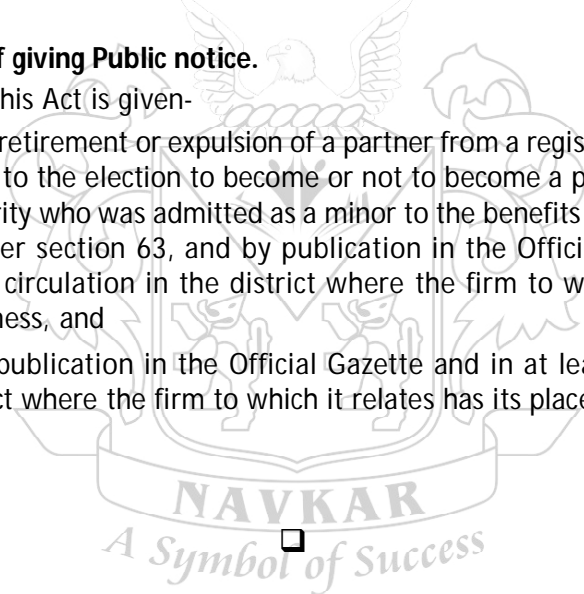 f giving Public notice.
his Act is given-
retirement or expulsion of a partner from a regis
to the election to become or not to become a p
rity who was admitted as a minor to the benefits
er section 63, and by publication in the Offici
circulation in the district where the firm to w
ness, and
publication in the Official Gazette and in at lea
ct where the firm to which it relates has its place
NAVKAR
A Symbol of Success